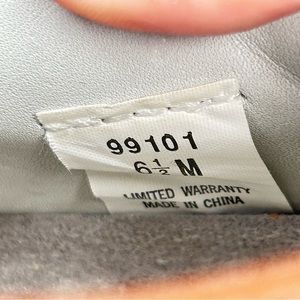 99101
6½ M
LIMITED WARRANTY
MADE IN CHINA